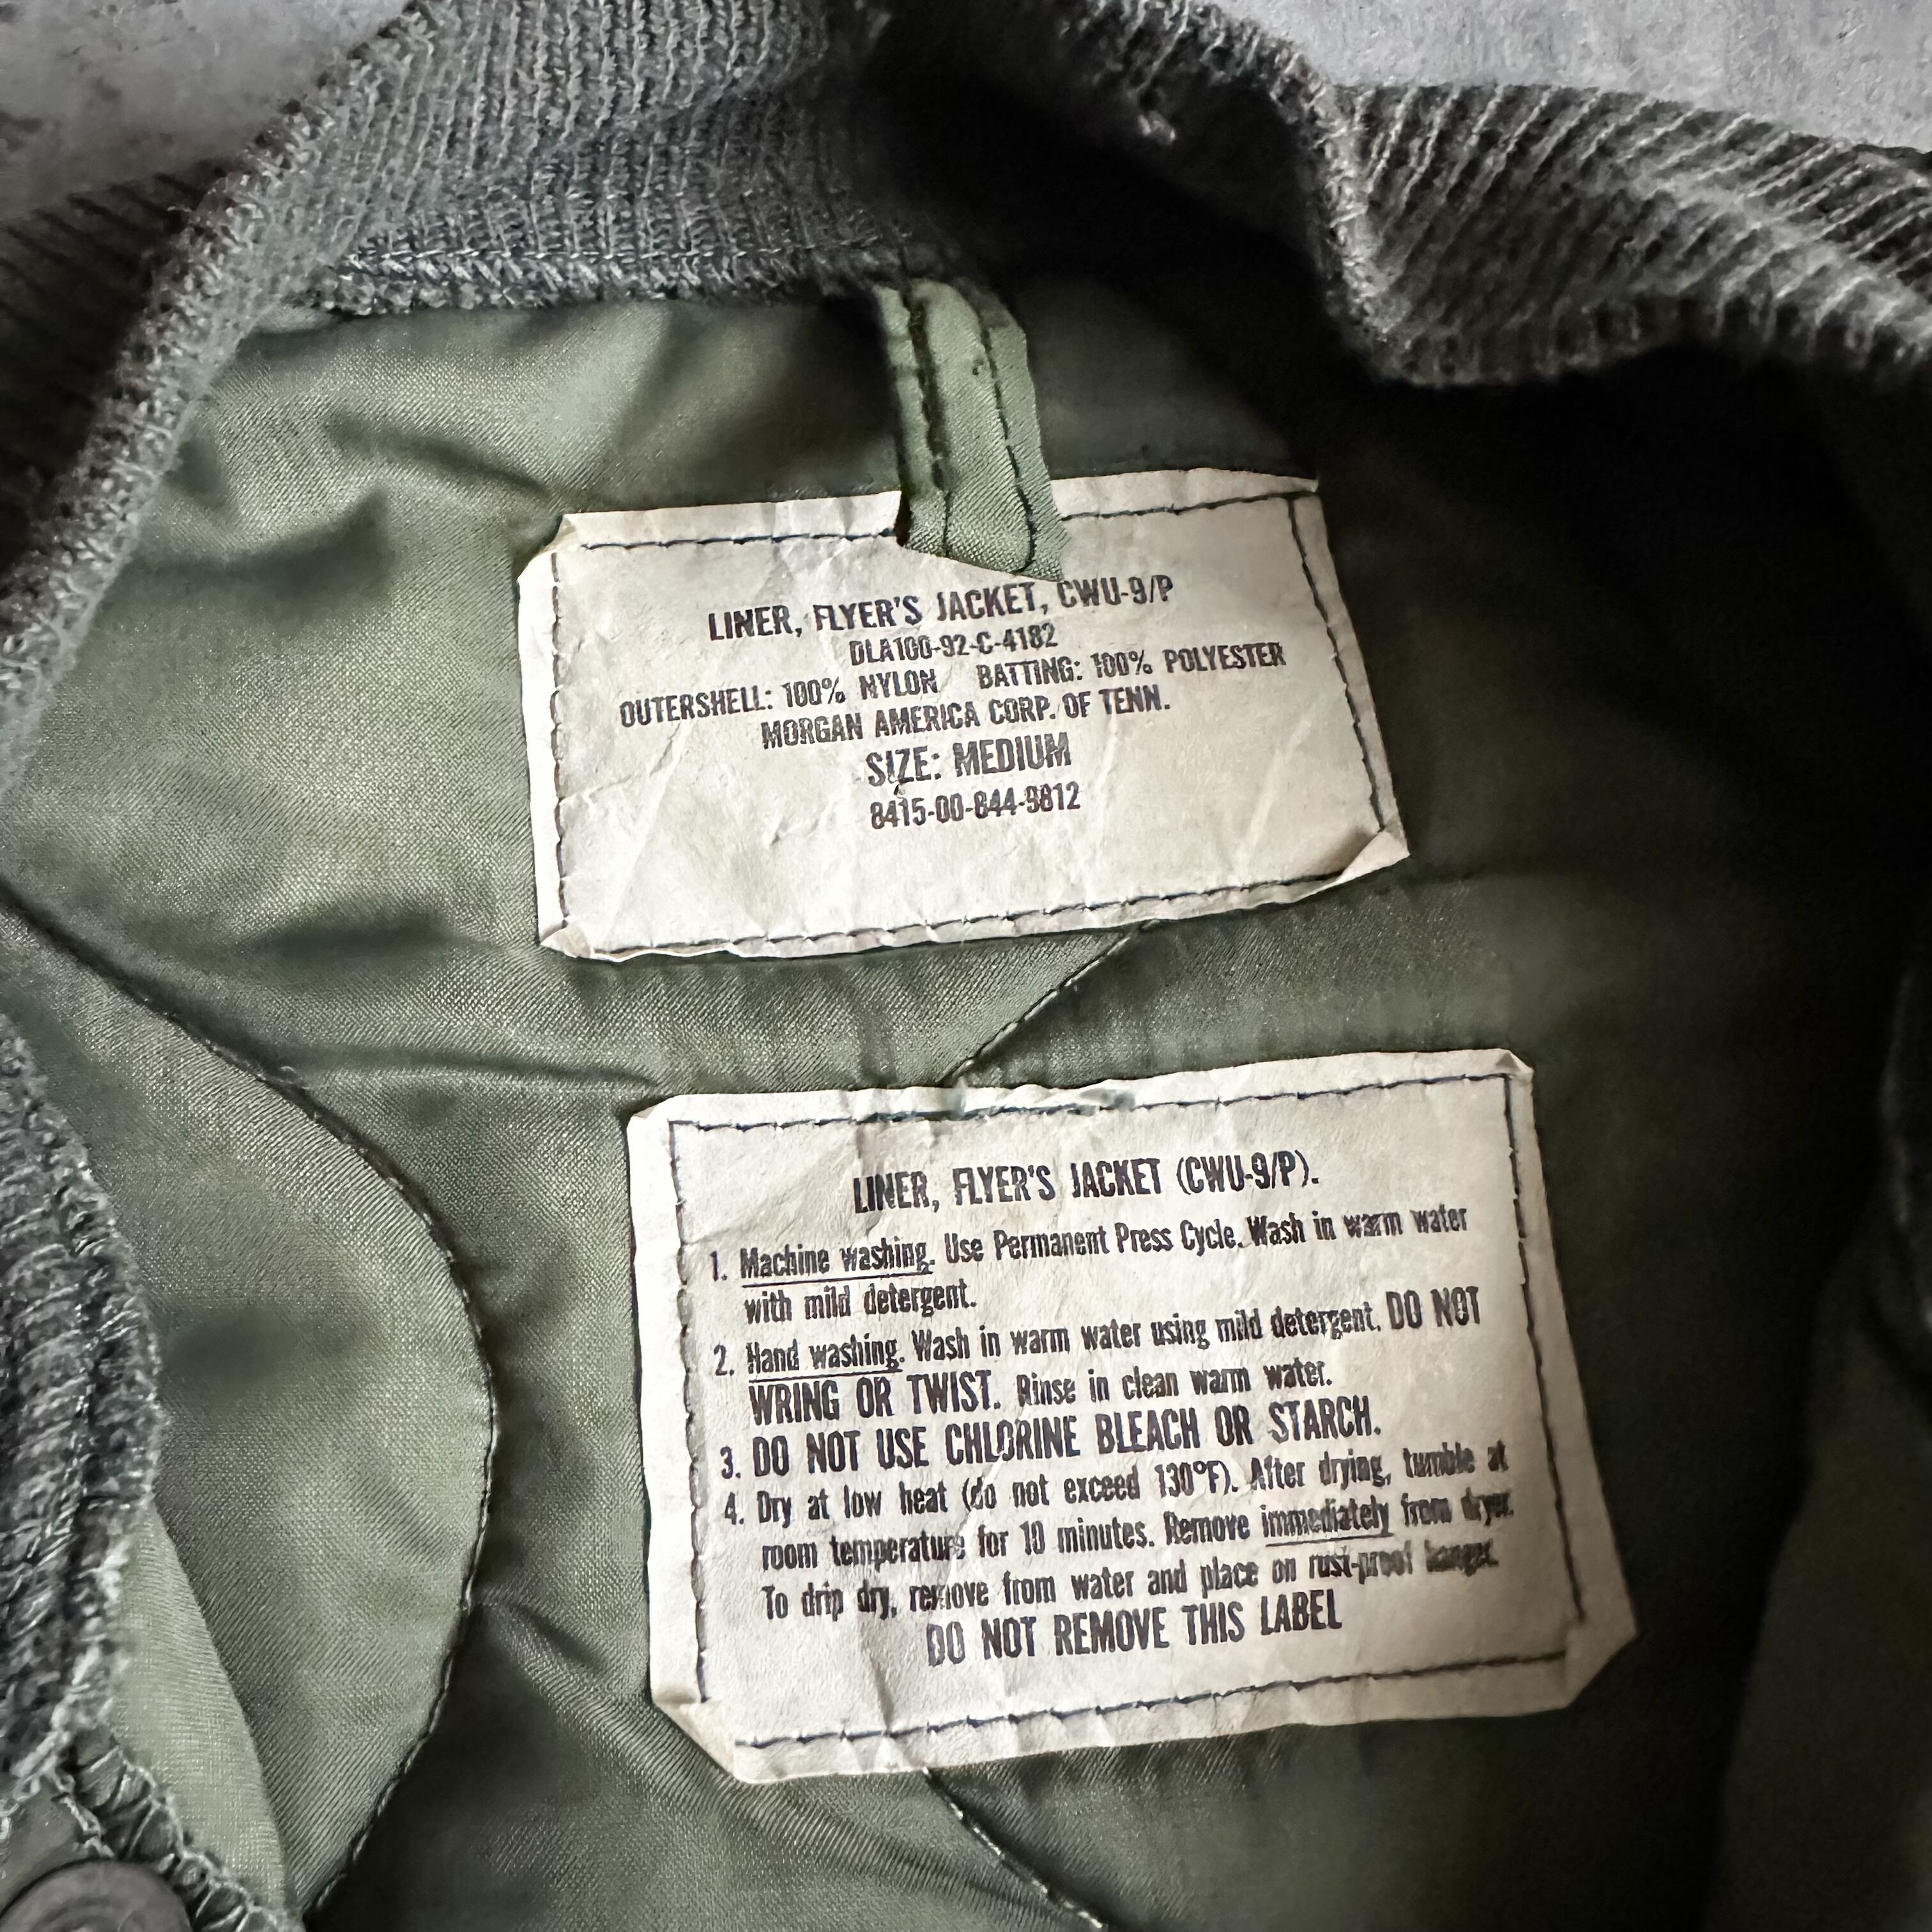 LINER, FLYER'S JACKET, CWU-9/P
DLA100-92-C-4182
OUTERSHELL: 100% NYLON BATTING: 100% POLYESTER
MORGAN AMERICA CORP. OF TENN.
SIZE: MEDIUM
8415-00-844-9812
LINER, FLYER'S JACKET (CWU-9/P).
1. Machine washing. Use Permanent Press Cycle. Wash in warm water
with mild detergent.
2. Hand washing. Wash in warm water using mild detergent. DO NOT
WRING OR TWIST. Rinse in clean warm water.
3. DO NOT USE CHLORINE BLEACH OR STARCH.
4. Dry at low heat (do not exceed 130°F). After drying, tumble at
room temperature for 10 minutes. Remove immediately from dryer.
To drip dry, remove from water and place on rust-proof hanger.
DO NOT REMOVE THIS LABEL